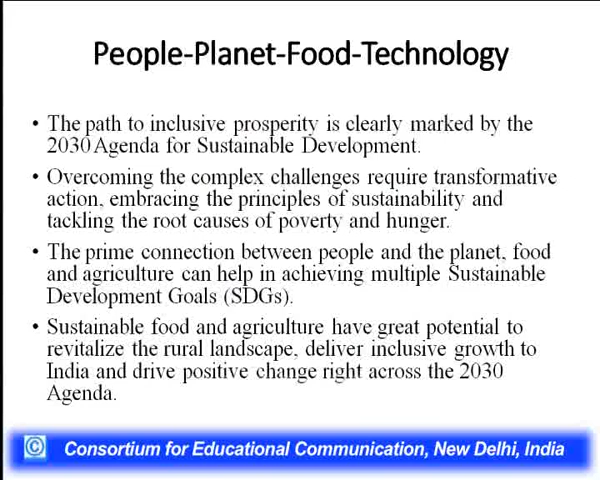 People-Planet-Food-Technology
• The path to inclusive prosperity is clearly marked by the
2030 Agenda for Sustainable Development.
• Overcoming the complex challenges require transformative
action, embracing the principles of sustainability and
tackling the root causes of poverty and hunger.
• The prime connection between people and the planet, food
and agriculture can help in achieving multiple Sustainable
Development Goals (SDGs).
• Sustainable food and agriculture have great potential to
revitalize the rural landscape, deliver inclusive growth to
India and drive positive change right across the 2030
Agenda.
© Consortium for Educational Communication, New Delhi, India